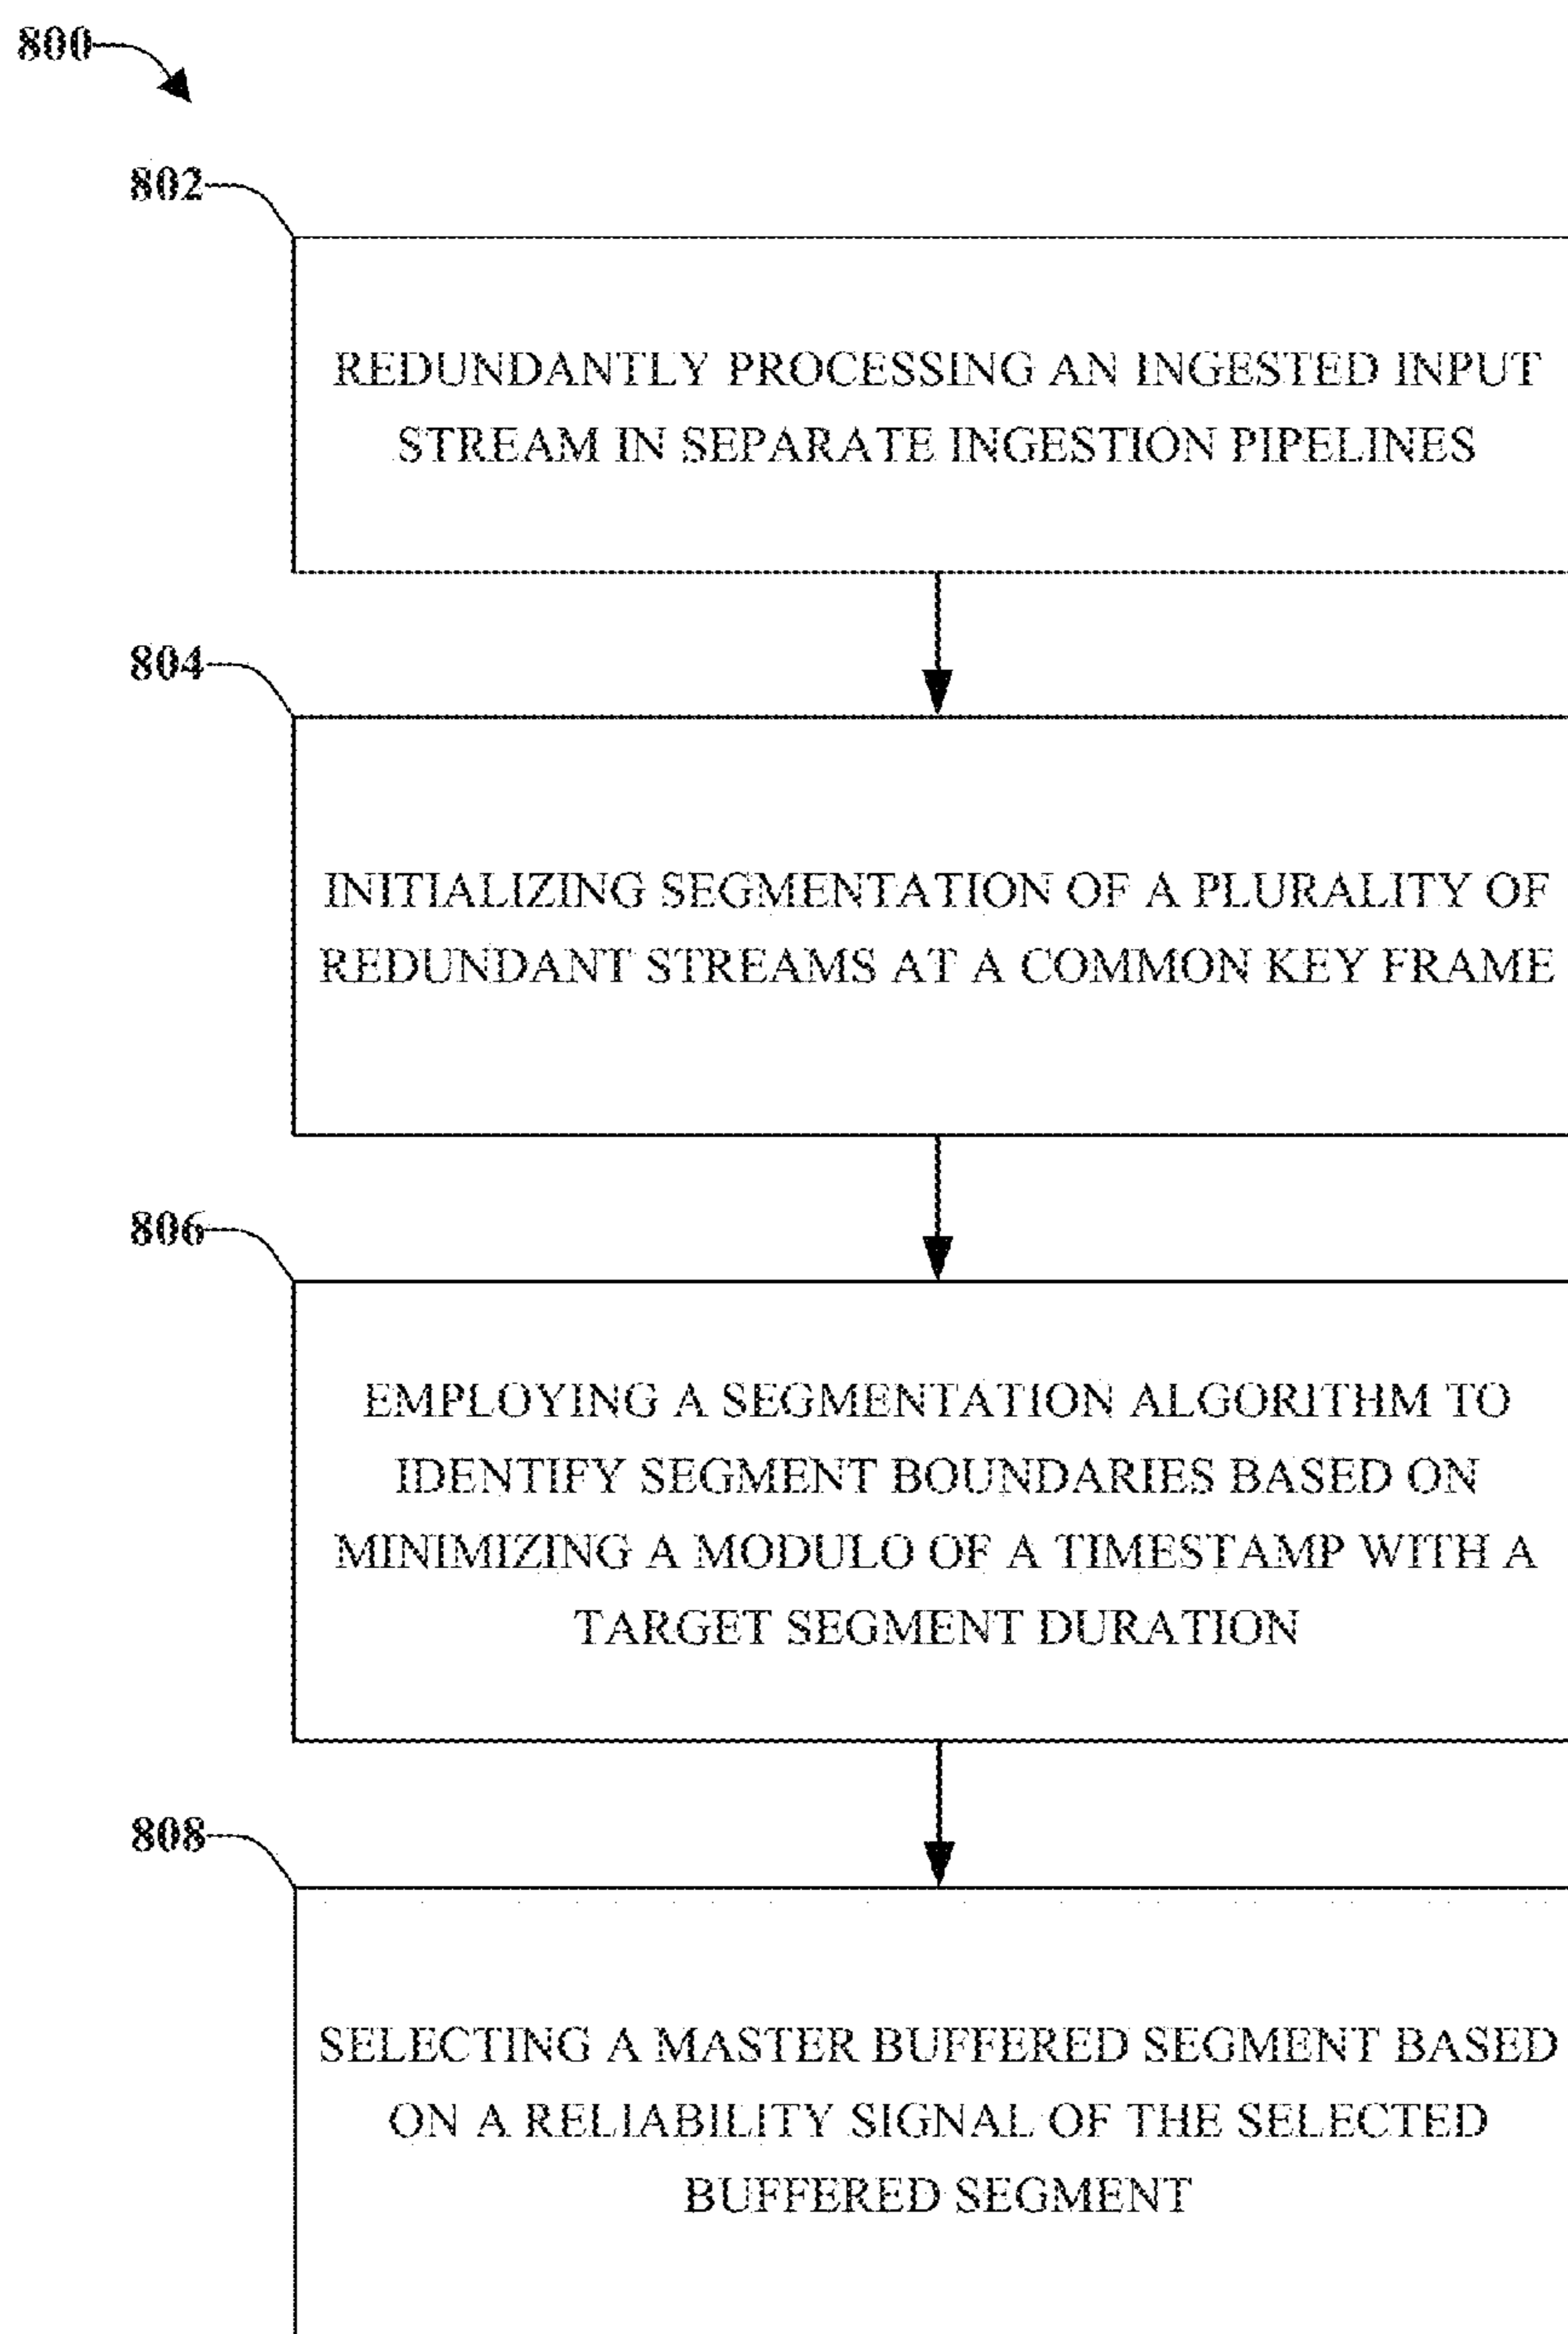 800
802
REDUNDANTLY PROCESSING AN INGESTED INPUT
STREAM IN SEPARATE INGESTION PIPELINES
804
INITIALIZING SEGMENTATION OF A PLURALITY OF
REDUNDANT STREAMS AT A COMMON KEY FRAME
806
EMPLOYING A SEGMENTATION ALGORITHM TO
IDENTIFY SEGMENT BOUNDARIES BASED ON
MINIMIZING A MODULO OF A TIMESTAMP WITH A
TARGET SEGMENT DURATION
808
SELECTING A MASTER BUFFERED SEGMENT BASED
ON A RELIABILITY SIGNAL OF THE SELECTED
BUFFERED SEGMENT